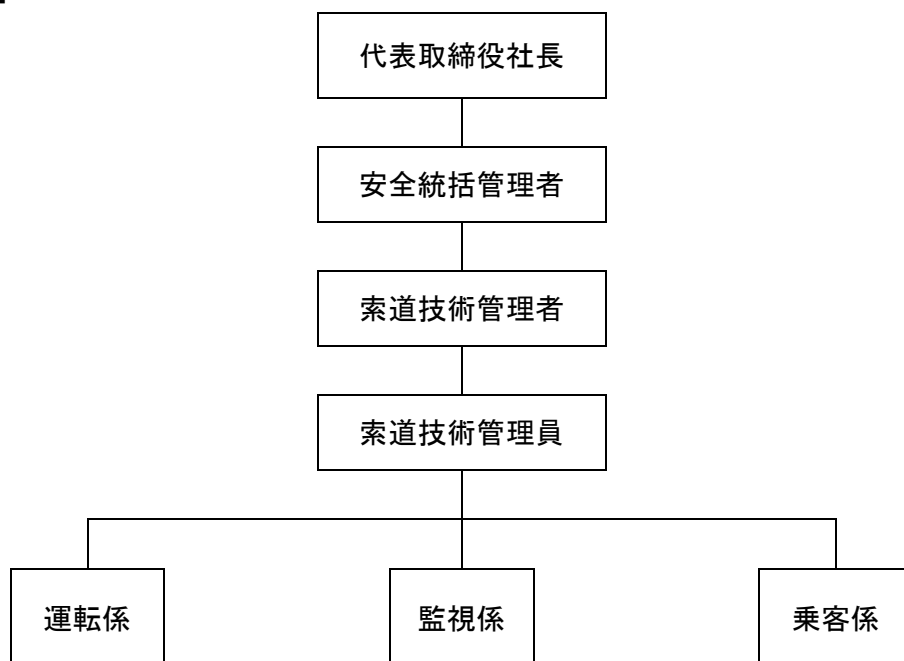 代表取締役社長
安全統括管理者
索道技術管理者
索道技術管理員
運転係
監視係
乗客係